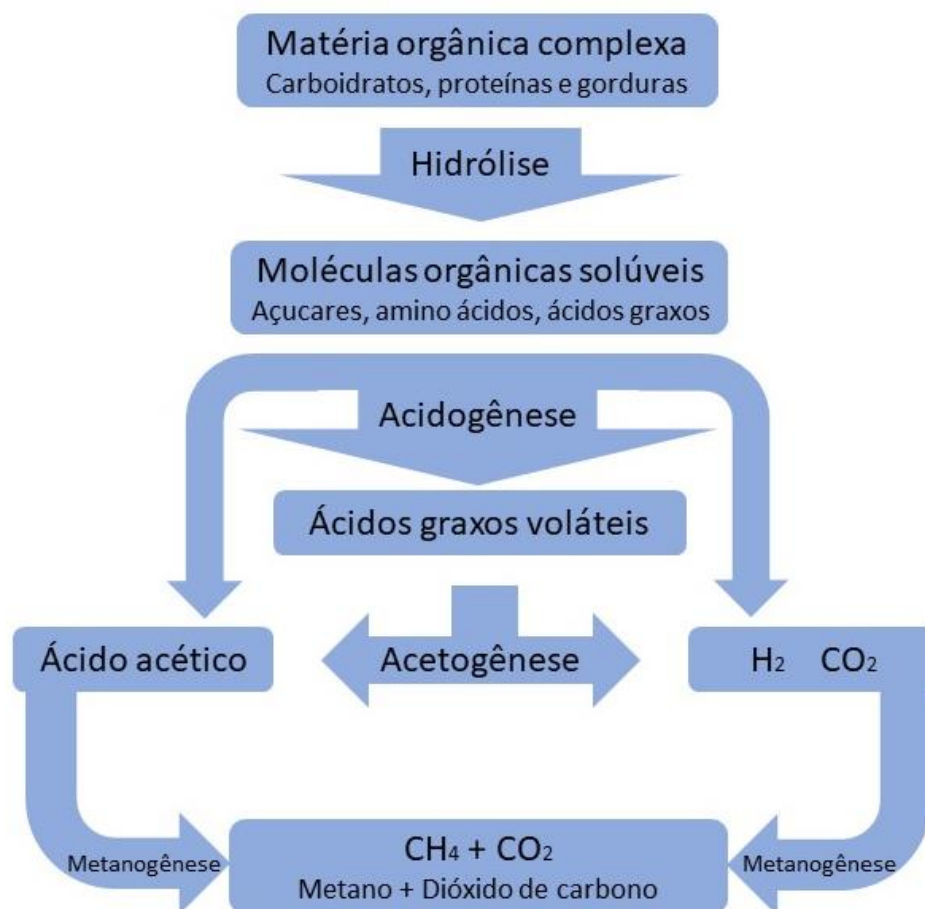 Matéria orgânica complexa
Carboidratos, proteínas e gorduras
Hidrólise
Moléculas orgânicas solúveis
Açucares, amino ácidos, ácidos graxos
Acidogênese
Ácidos graxos voláteis
Ácido acético
Acetogênese
H₂ CO₂
Metanogênese
CH₄ + CO₂
Metano + Dióxido de carbono
Metanogênese